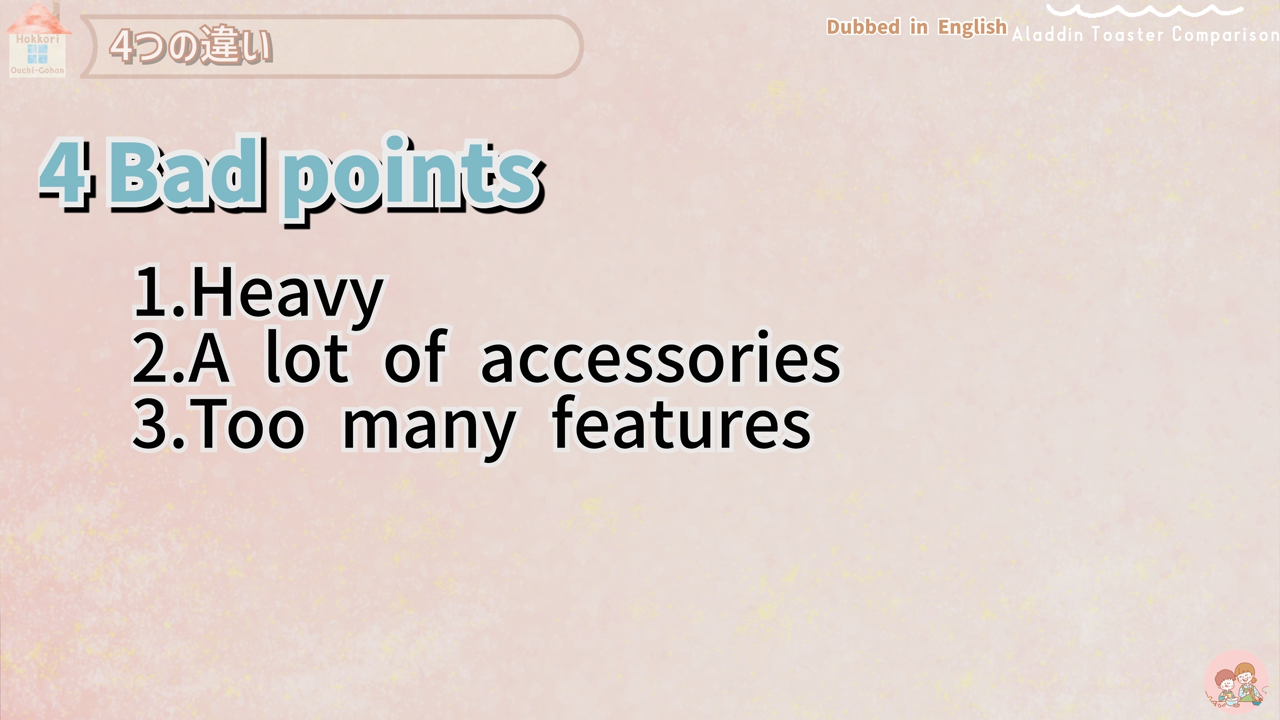 Hokkori
Ouchi-Gohan
4つの違い
Dubbed in English
Aladdin Toaster Comparison
4 Bad points
1.Heavy
2.A lot of accessories
3.Too many features